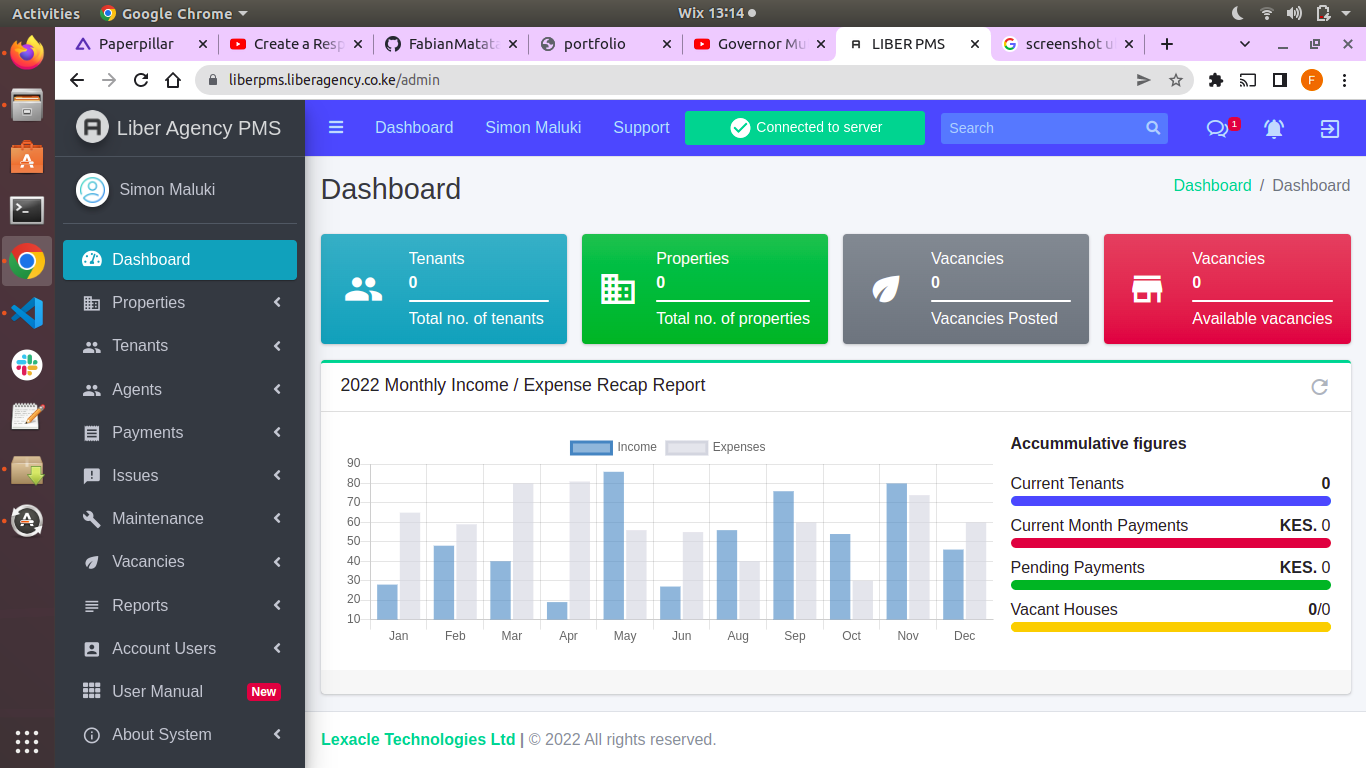 Activities
Google Chrome
Wix 13:14
Paperpillar
Create a Resp
FabianMatata
portfolio
Governor Mu
LIBER PMS
screenshot u
liberpms.liberagency.co.ke/admin
F
Liber Agency PMS
Dashboard
Simon Maluki
Support
Connected to server
Search
1
Simon Maluki
Dashboard
Properties
Tenants
Agents
Payments
Issues
Maintenance
Vacancies
Reports
Account Users
User Manual New
About System
Dashboard
Dashboard / Dashboard
Tenants
0
Total no. of tenants
Properties
0
Total no. of properties
Vacancies
0
Vacancies Posted
Vacancies
0
Available vacancies
2022 Monthly Income / Expense Recap Report
Income Expenses
90
80
70
60
50
40
30
20
10
Jan Feb Mar Apr May Jun Aug Sep Oct Nov Dec
Accummulative figures
Current Tenants 0
Current Month Payments KES. 0
Pending Payments KES. 0
Vacant Houses 0/0
Lexacle Technologies Ltd | © 2022 All rights reserved.